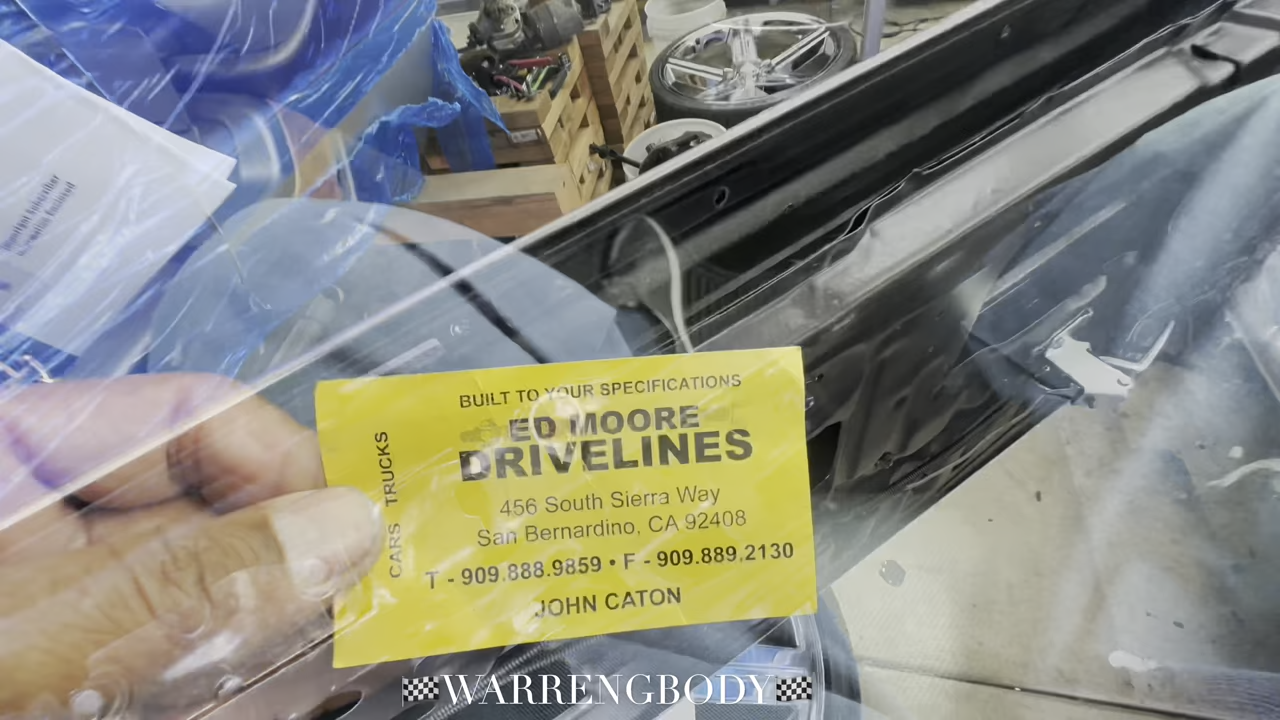 BUILT TO YOUR SPECIFICATIONS
ED MOORE
DRIVELINES
CARS TRUCKS
456 South Sierra Way
San Bernardino, CA 92408
T - 909.888.9859 • F - 909.889.2130
JOHN CATON
WARRENGBODY